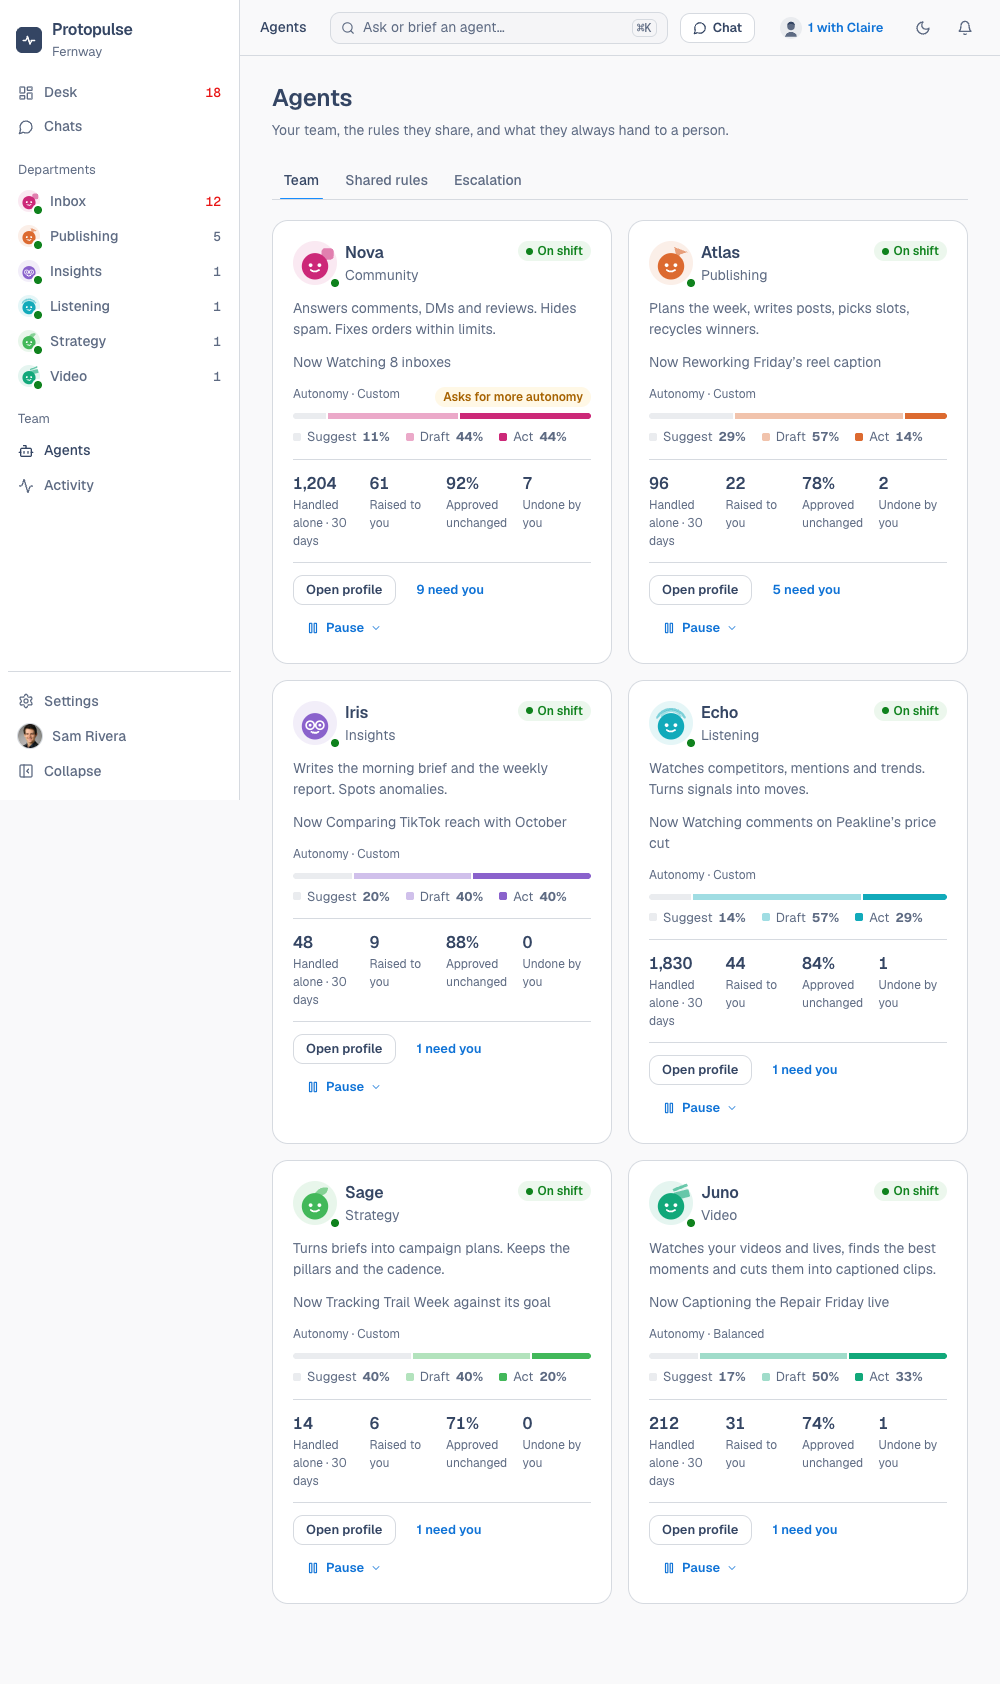 Protopulse
Fernway
Desk 18
Chats
Departments
Inbox 12
Publishing 5
Insights 1
Listening 1
Strategy 1
Video 1
Team
Agents
Activity
Settings
Sam Rivera
Collapse
Agents
Ask or brief an agent...
⌘K
Chat
1 with Claire
Agents
Your team, the rules they share, and what they always hand to a person.
Team Shared rules Escalation
Nova
Community
On shift
Answers comments, DMs and reviews. Hides
spam. Fixes orders within limits.
Now Watching 8 inboxes
Autonomy · Custom
Asks for more autonomy
Suggest 11% Draft 44% Act 44%
1,204 61 92% 7
Handled Raised to Approved Undone by
alone · 30 you unchanged you
days
Open profile 9 need you
Pause
Atlas
Publishing
On shift
Plans the week, writes posts, picks slots,
recycles winners.
Now Reworking Friday's reel caption
Autonomy · Custom
Suggest 29% Draft 57% Act 14%
96 22 78% 2
Handled Raised to Approved Undone by
alone · 30 you unchanged you
days
Open profile 5 need you
Pause
Iris
Insights
On shift
Writes the morning brief and the weekly
report. Spots anomalies.
Now Comparing TikTok reach with October
Autonomy · Custom
Suggest 20% Draft 40% Act 40%
48 9 88% 0
Handled Raised to Approved Undone by
alone · 30 you unchanged you
days
Open profile 1 need you
Pause
Echo
Listening
On shift
Watches competitors, mentions and trends.
Turns signals into moves.
Now Watching comments on Peakline's price
cut
Autonomy · Custom
Suggest 14% Draft 57% Act 29%
1,830 44 84% 1
Handled Raised to Approved Undone by
alone · 30 you unchanged you
days
Open profile 1 need you
Pause
Sage
Strategy
On shift
Turns briefs into campaign plans. Keeps the
pillars and the cadence.
Now Tracking Trail Week against its goal
Autonomy · Custom
Suggest 40% Draft 40% Act 20%
14 6 71% 0
Handled Raised to Approved Undone by
alone · 30 you unchanged you
days
Open profile 1 need you
Pause
Juno
Video
On shift
Watches your videos and lives, finds the best
moments and cuts them into captioned clips.
Now Captioning the Repair Friday live
Autonomy · Balanced
Suggest 17% Draft 50% Act 33%
212 31 74% 1
Handled Raised to Approved Undone by
alone · 30 you unchanged you
days
Open profile 1 need you
Pause